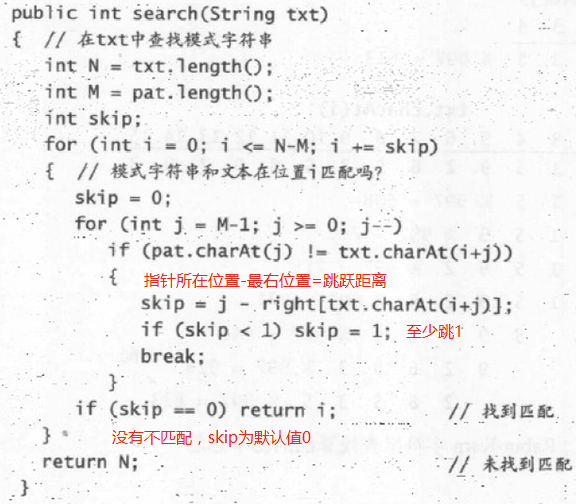 public int search(String txt)
{  // 在txt中查找模式字符串
int N = txt.length();
int M = pat.length();
int skip;
for (int i = 0; i <= N-M; i += skip)
{  // 模式字符串和文本在位置i匹配吗?
skip = 0;
for (int j = M-1; j >= 0; j--)
if (pat.charAt(j) != txt.charAt(i+j))
{
指针所在位置-最右位置=跳跃距离
skip = j - right[txt.charAt(i+j)];
if (skip < 1) skip = 1; 至少跳1
break;
}
if (skip == 0) return i;    // 找到匹配
} 没有不匹配,skip为默认值0
return N;    // 未找到匹配
}